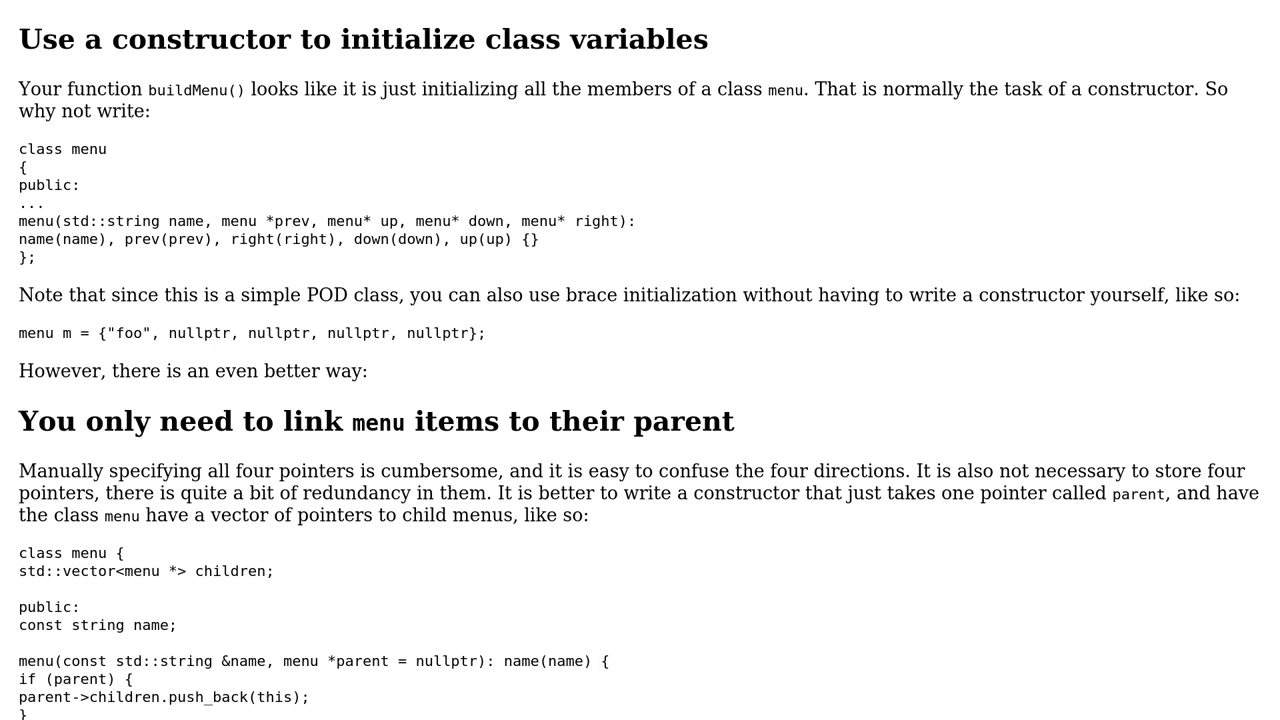 Use a constructor to initialize class variables
Your function buildMenu() looks like it is just initializing all the members of a class menu. That is normally the task of a constructor. So
why not write:
class menu
{
public:
...
menu(std::string name, menu *prev, menu* up, menu* down, menu* right):
name(name), prev(prev), right(right), down(down), up(up) {}
};
Note that since this is a simple POD class, you can also use brace initialization without having to write a constructor yourself, like so:
menu m = {"foo", nullptr, nullptr, nullptr, nullptr};
However, there is an even better way:
You only need to link menu items to their parent
Manually specifying all four pointers is cumbersome, and it is easy to confuse the four directions. It is also not necessary to store four
pointers, there is quite a bit of redundancy in them. It is better to write a constructor that just takes one pointer called parent, and have
the class menu have a vector of pointers to child menus, like so:
class menu {
std::vector<menu *> children;
public:
const string name;
menu(const std::string &name, menu *parent = nullptr): name(name) {
if (parent) {
parent->children.push_back(this);
}